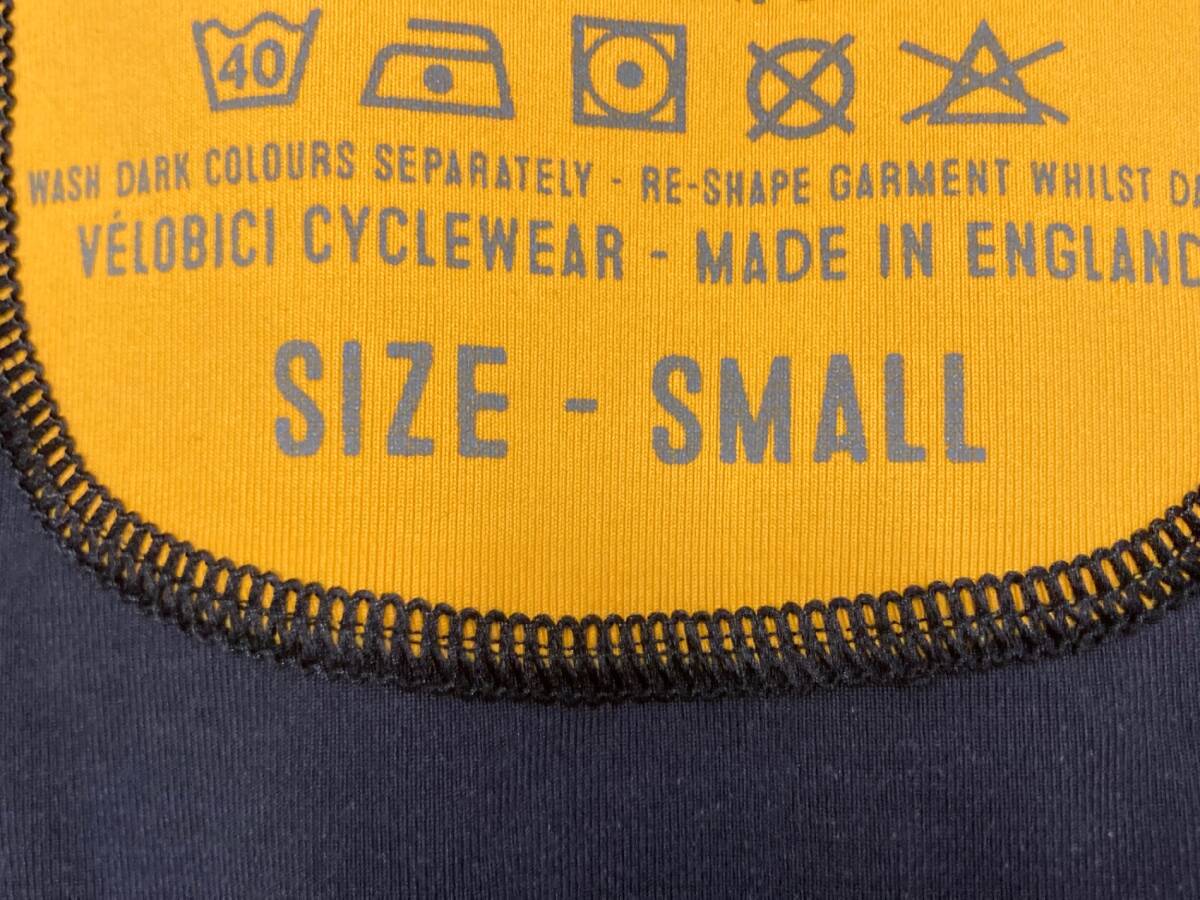 40
WASH DARK COLOURS SEPARATELY - RE-SHAPE GARMENT WHILST
VÉLOBICI CYCLEWEAR - MADE IN ENGLAND
SIZE - SMALL